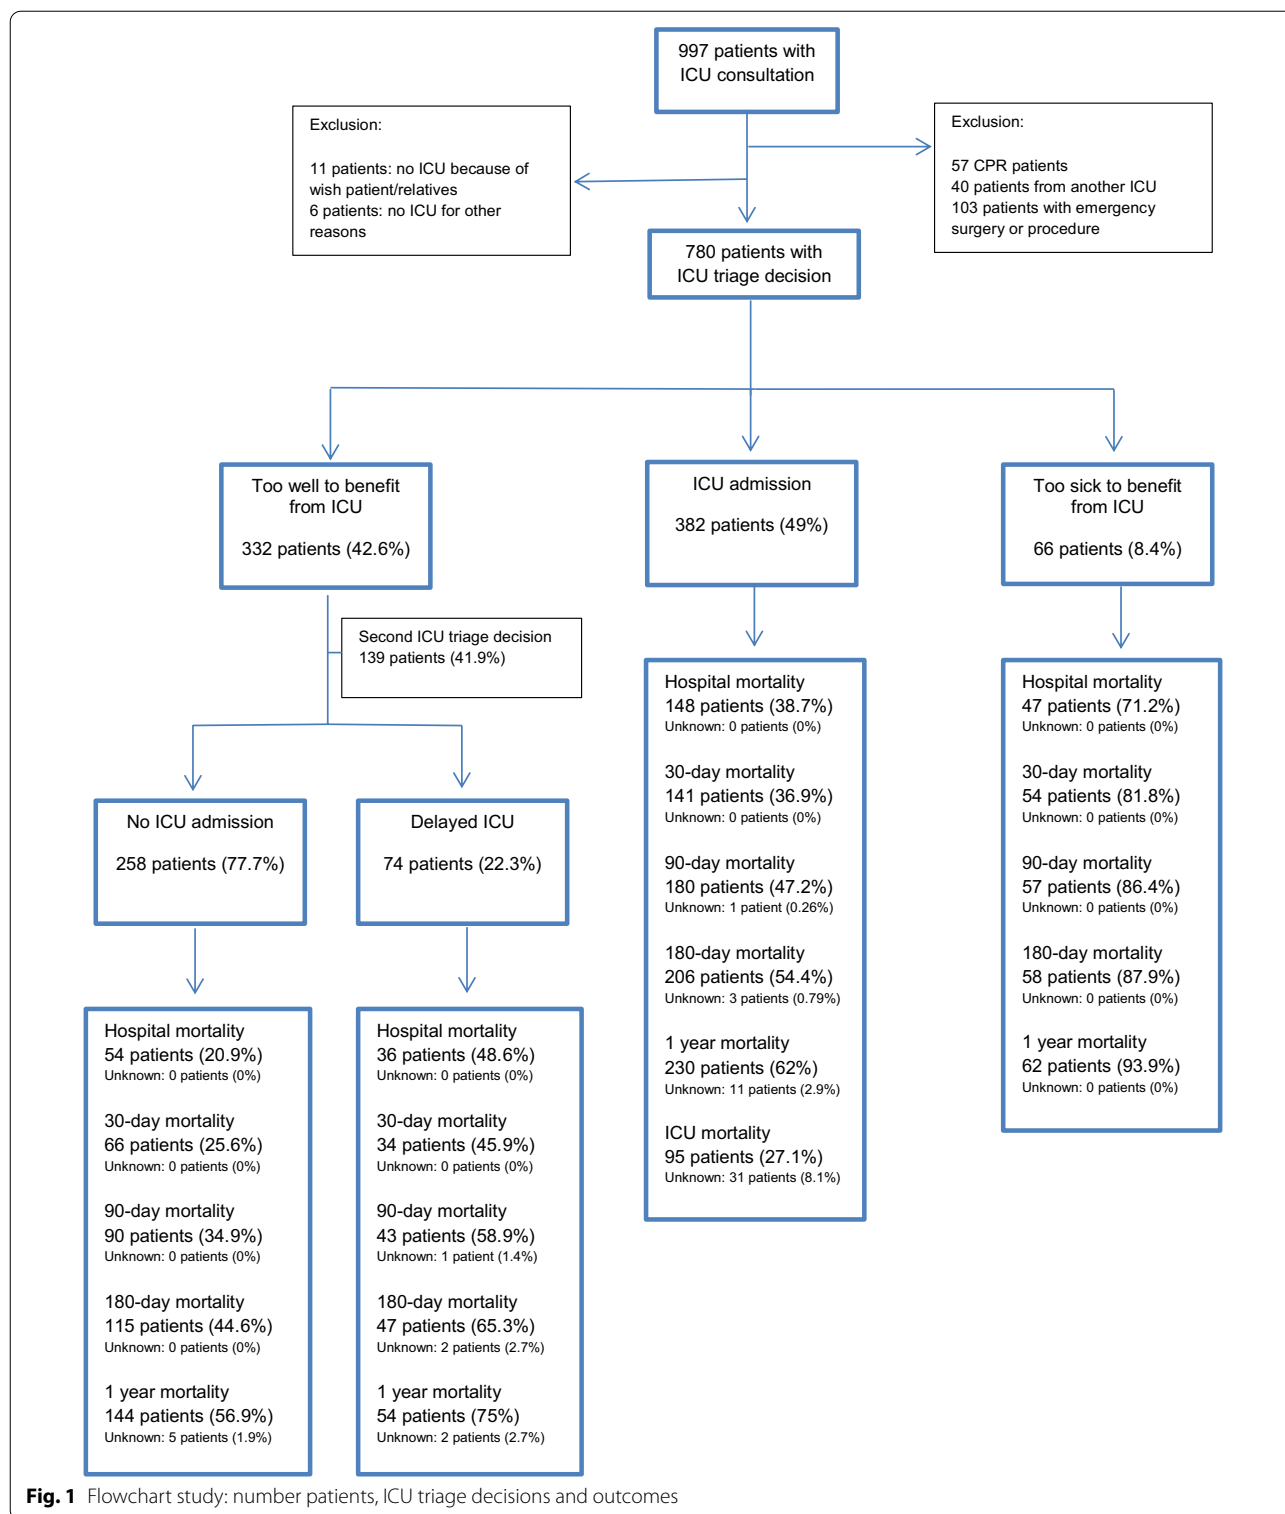 997 patients with
ICU consultation
Exclusion:
11 patients: no ICU because of
wish patient/relatives
6 patients: no ICU for other
reasons
Exclusion:
57 CPR patients
40 patients from another ICU
103 patients with emergency
surgery or procedure
780 patients with
ICU triage decision
Too well to benefit
from ICU
332 patients (42.6%)
ICU admission
382 patients (49%)
Too sick to benefit
from ICU
66 patients (8.4%)
Second ICU triage decision
139 patients (41.9%)
No ICU admission
258 patients (77.7%)
Delayed ICU
74 patients (22.3%)
Hospital mortality
54 patients (20.9%)
Unknown: 0 patients (0%)
30-day mortality
66 patients (25.6%)
Unknown: 0 patients (0%)
90-day mortality
90 patients (34.9%)
Unknown: 0 patients (0%)
180-day mortality
115 patients (44.6%)
Unknown: 0 patients (0%)
1 year mortality
144 patients (56.9%)
Unknown: 5 patients (1.9%)
Hospital mortality
36 patients (48.6%)
Unknown: 0 patients (0%)
30-day mortality
34 patients (45.9%)
Unknown: 0 patients (0%)
90-day mortality
43 patients (58.9%)
Unknown: 1 patient (1.4%)
180-day mortality
47 patients (65.3%)
Unknown: 2 patients (2.7%)
1 year mortality
54 patients (75%)
Unknown: 2 patients (2.7%)
Hospital mortality
148 patients (38.7%)
Unknown: 0 patients (0%)
30-day mortality
141 patients (36.9%)
Unknown: 0 patients (0%)
90-day mortality
180 patients (47.2%)
Unknown: 1 patient (0.26%)
180-day mortality
206 patients (54.4%)
Unknown: 3 patients (0.79%)
1 year mortality
230 patients (62%)
Unknown: 11 patients (2.9%)
ICU mortality
95 patients (27.1%)
Unknown: 31 patients (8.1%)
Hospital mortality
47 patients (71.2%)
Unknown: 0 patients (0%)
30-day mortality
54 patients (81.8%)
Unknown: 0 patients (0%)
90-day mortality
57 patients (86.4%)
Unknown: 0 patients (0%)
180-day mortality
58 patients (87.9%)
Unknown: 0 patients (0%)
1 year mortality
62 patients (93.9%)
Unknown: 0 patients (0%)
Fig. 1 Flowchart study: number patients, ICU triage decisions and outcomes